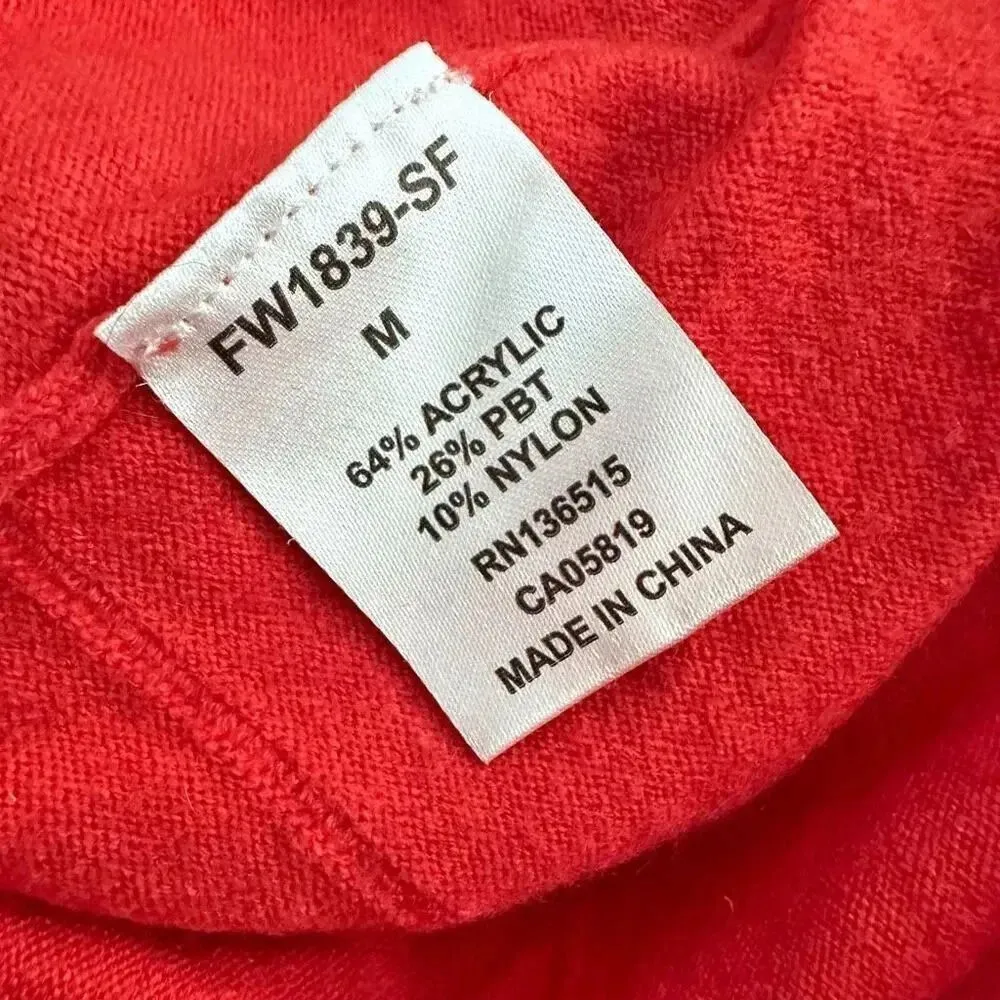 FW1839-SF
M
64% ACRYLIC
26% PBT
10% NYLON
RN136515
CA05819
MADE IN CHINA